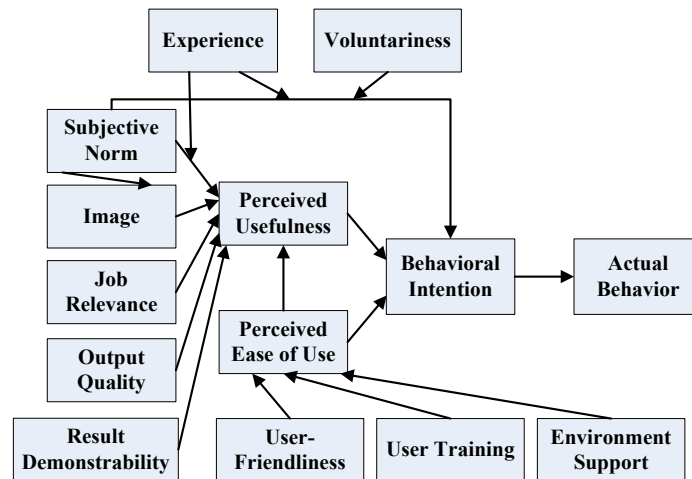 Experience
Voluntariness
Subjective
Norm
Image
Perceived
Usefulness
Job
Relevance
Behavioral
Intention
Actual
Behavior
Perceived
Ease of Use
Output
Quality
Result
Demonstrability
User-
Friendliness
User Training
Environment
Support